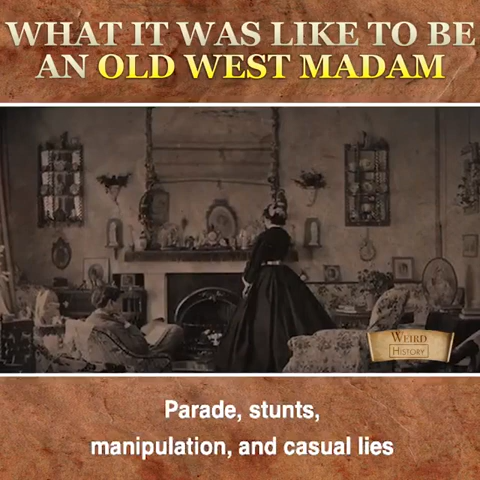 WHAT IT WAS LIKE TO BE
AN OLD WEST MADAM
WEIRD
HISTORY
Parade, stunts,
manipulation, and casual lies